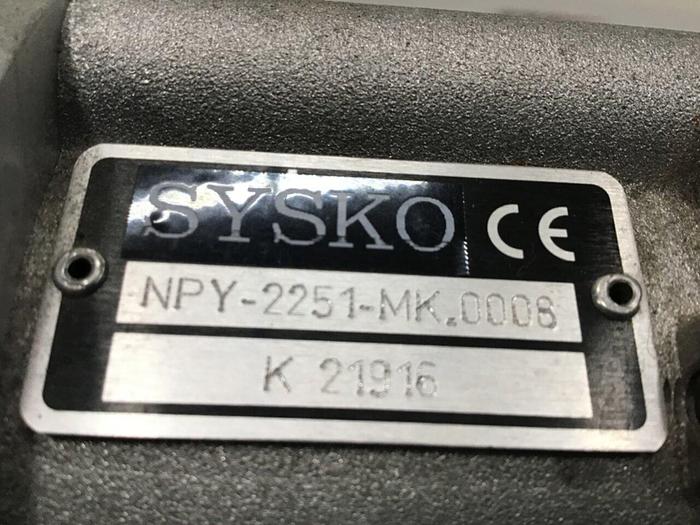 SYSKO CE
NPY-2251-MK.0008
K 21916